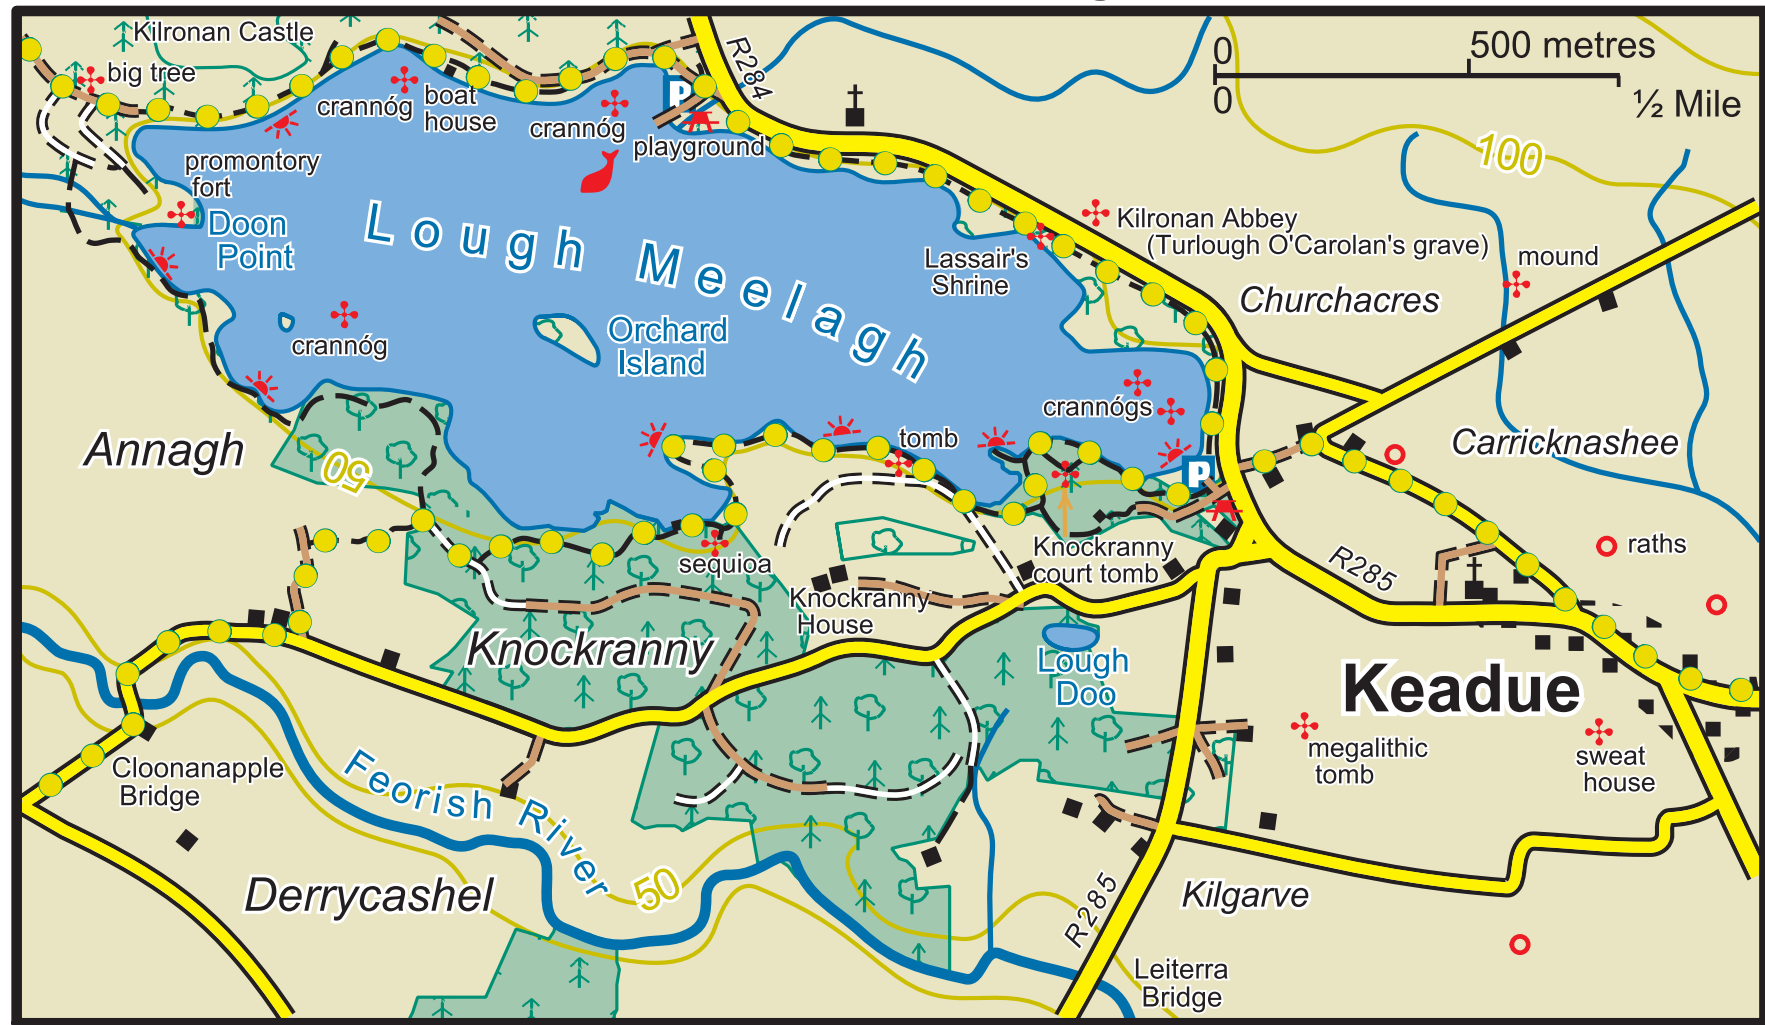 Kilronan Castle
big tree
crannóg
boat
house
crannóg
P
playground
R284
0
500 metres
0
½ Mile
100
promontory
fort
Doon
Point
Lough Meelagh
Lassair's
Shrine
Kilronan Abbey
(Turlough O'Carolan's grave)
mound
Churchacres
crannóg
Orchard
Island
crannógs
tomb
P
Carricknashee
Annagh
50
sequioa
Knockranny
court tomb
R285
raths
Knockranny
House
Knockranny
Lough
Doo
Keadue
megalithic
tomb
sweat
house
Cloonanapple
Bridge
Feorish River
Derrycashel
50
R285
Kilgarve
Leiterra
Bridge